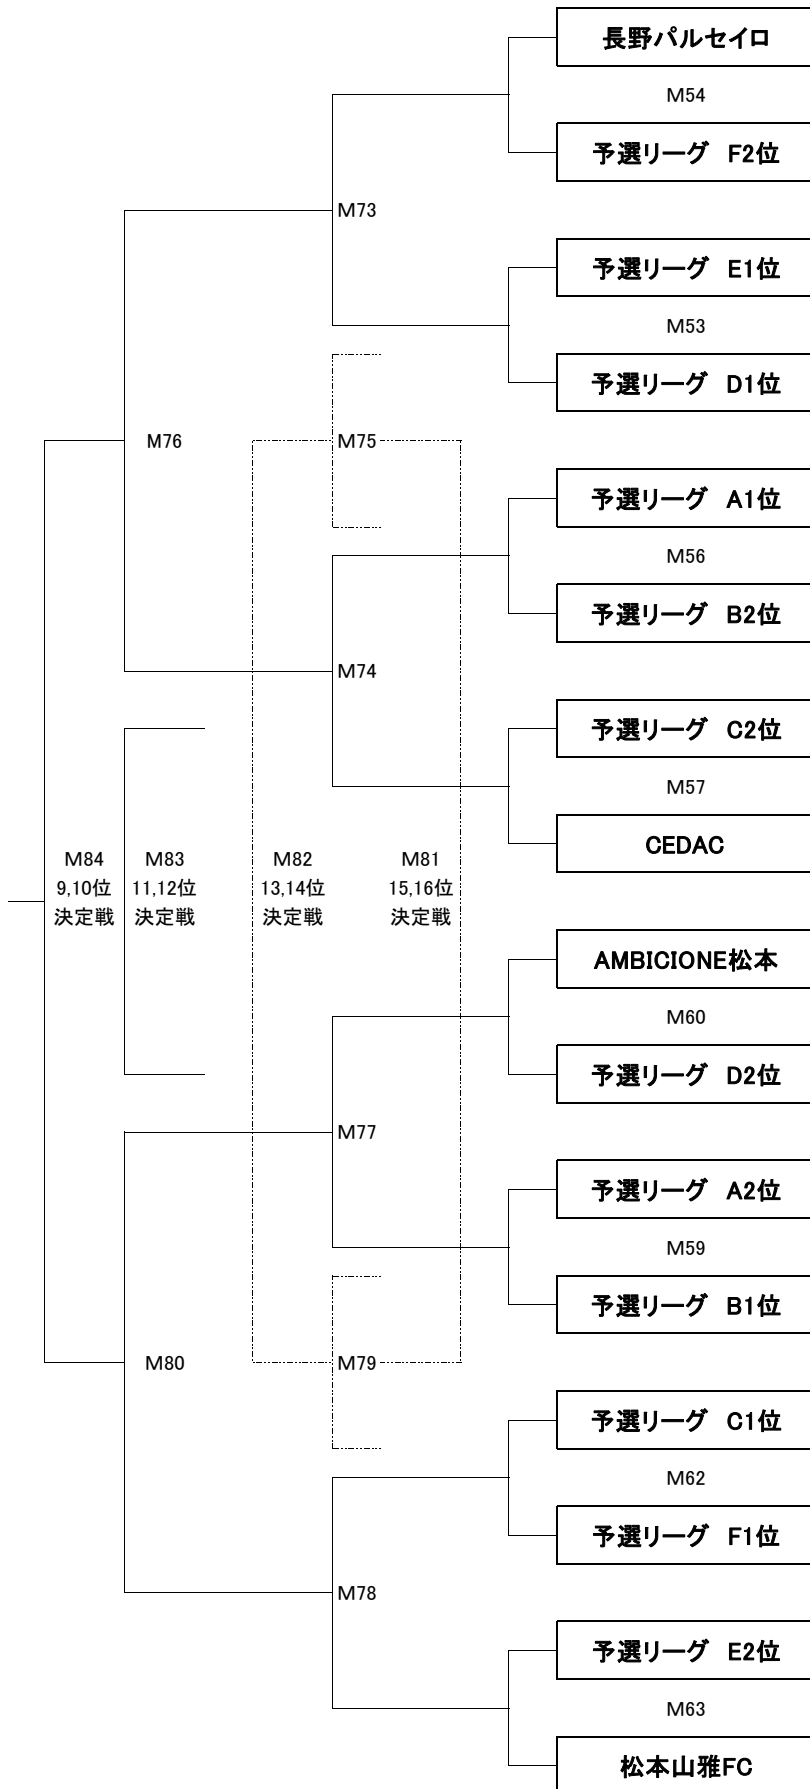 長野パルセイロ
M54
予選リーグ　F2位
M73
予選リーグ　E1位
M53
予選リーグ　D1位
M76
M75
予選リーグ　A1位
M56
予選リーグ　B2位
M74
予選リーグ　C2位
M57
CEDAC
M84
9,10位
決定戦
M83
11,12位
決定戦
M82
13,14位
決定戦
M81
15,16位
決定戦
AMBICIONE松本
M60
予選リーグ　D2位
M77
予選リーグ　A2位
M59
予選リーグ　B1位
M80
M79
予選リーグ　C1位
M62
予選リーグ　F1位
M78
予選リーグ　E2位
M63
松本山雅FC